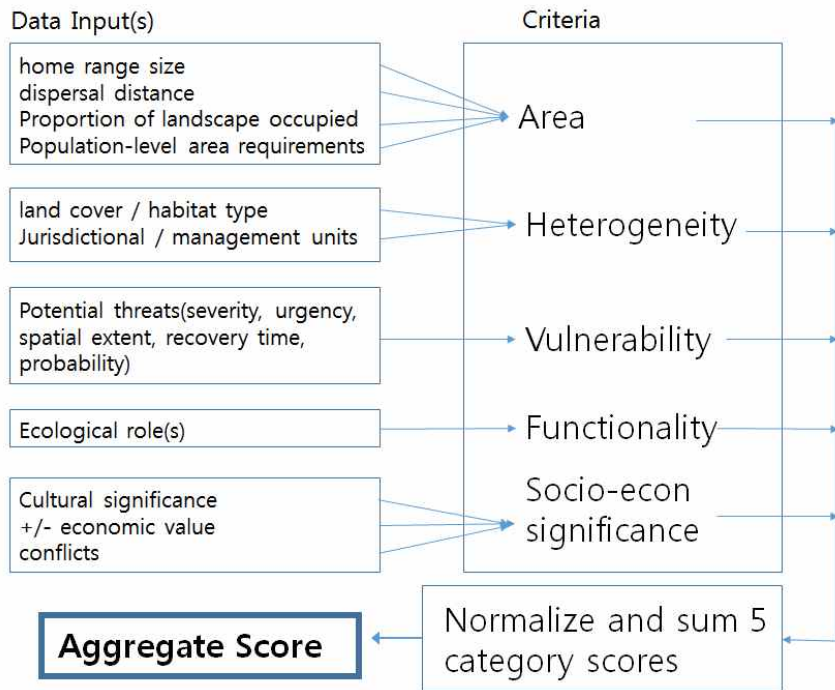 Data Input(s)
Criteria
home range size
dispersal distance
Proportion of landscape occupied
Population-level area requirements
Area
land cover / habitat type
Jurisdictional / management units
Heterogeneity
Potential threats(severity, urgency,
spatial extent, recovery time,
probability)
Vulnerability
Ecological role(s)
Functionality
Cultural significance
+/- economic value
conflicts
Socio-econ
significance
Normalize and sum 5
category scores
Aggregate Score